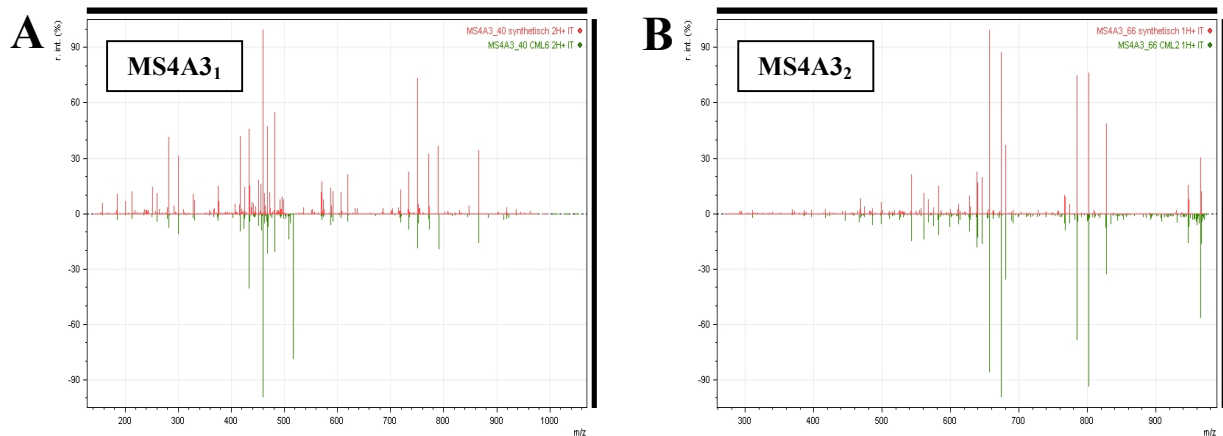 A
MS4A3₁
r. int. (%)
MS4A3_40 synthetisch 2H+ IT
MS4A3_40 CML6 2H+ IT
90
60
30
0
-30
-60
-90
200 300 400 500 600 700 800 900 1000
m/z
B
MS4A3₂
r. int. (%)
MS4A3_66 synthetisch 1H+ IT
MS4A3_66 CML2 1H+ IT
90
60
30
0
-30
-60
-90
300 400 500 600 700 800 900
m/z